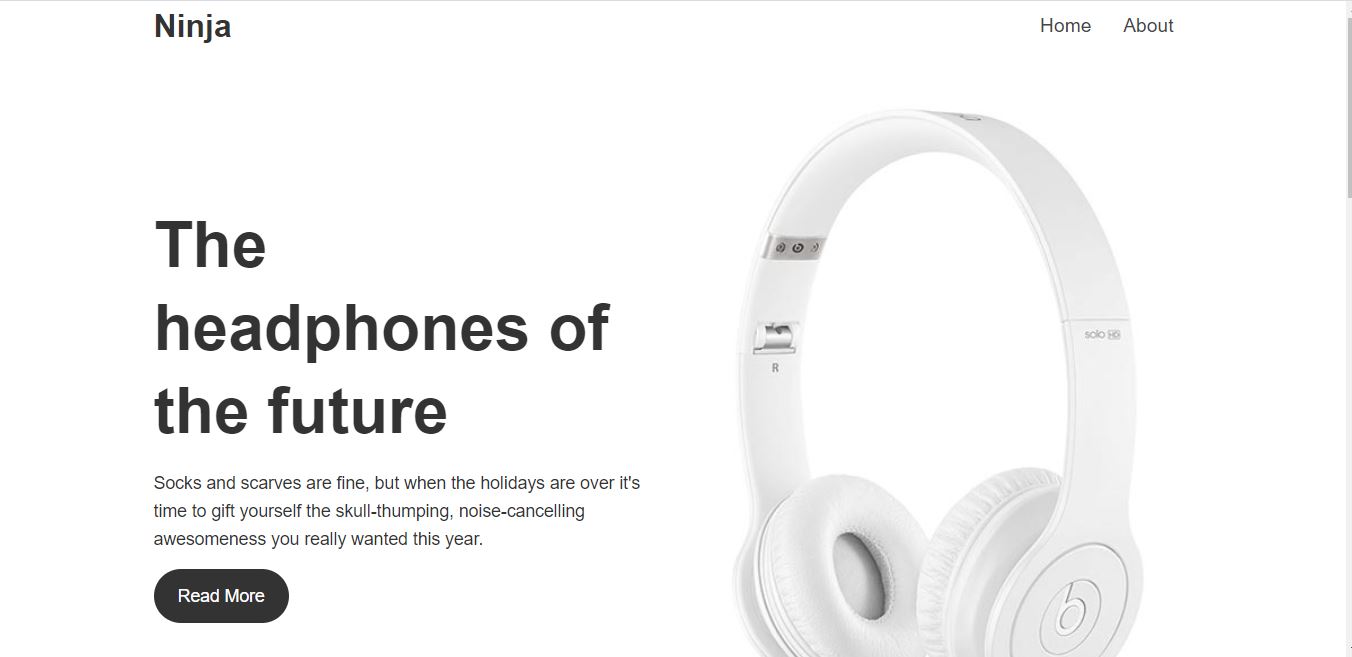 Ninja
Home About
The
headphones of
the future
solo HD
R
Socks and scarves are fine, but when the holidays are over it's
time to gift yourself the skull-thumping, noise-cancelling
awesomeness you really wanted this year.
Read More
b